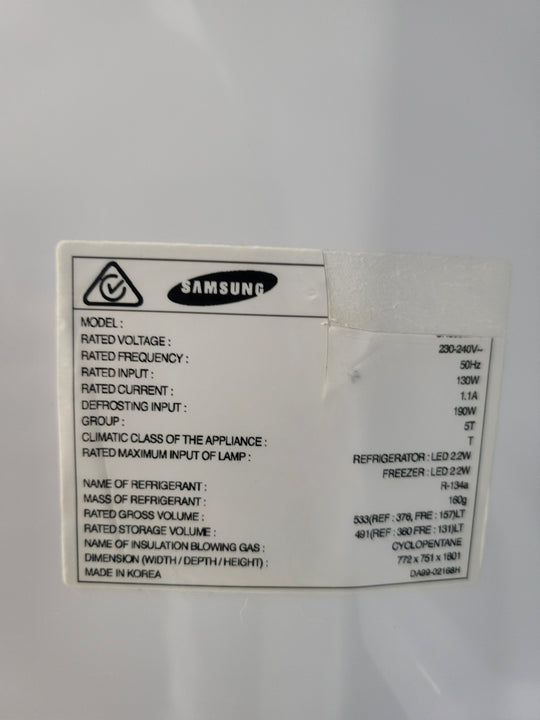 SAMSUNG
MODEL :
RATED VOLTAGE : 230-240V~
RATED FREQUENCY : 50Hz
RATED INPUT : 130W
RATED CURRENT : 1.1A
DEFROSTING INPUT : 190W
GROUP : 5T
CLIMATIC CLASS OF THE APPLIANCE : T
RATED MAXIMUM INPUT OF LAMP : REFRIGERATOR : LED 2.2W
FREEZER : LED 2.2W
NAME OF REFRIGERANT : R-134a
MASS OF REFRIGERANT : 160g
RATED GROSS VOLUME : 533(REF : 376, FRE : 157)LT
RATED STORAGE VOLUME : 491(REF : 360 FRE : 131)LT
NAME OF INSULATION BLOWING GAS : CYCLOPENTANE
DIMENSION (WIDTH / DEPTH / HEIGHT) : 772 x 751 x 1801
MADE IN KOREA DA99-02168H